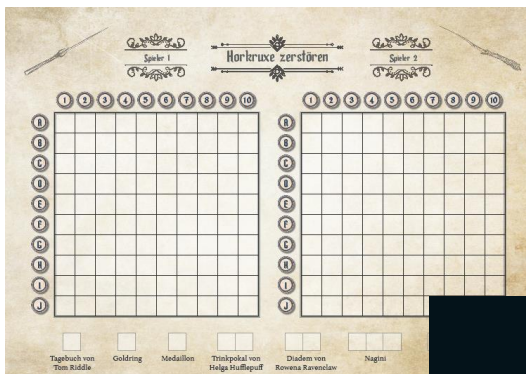 Spieler 1
Horkruxe zerstören
Spieler 2
1 2 3 4 5 6 7 8 9 10
1 2 3 4 5 6 7 8 9 10
A
B
C
D
E
F
G
H
I
J
A
B
C
D
E
F
G
H
I
J
Tagebuch von
Tom Riddle
Goldring
Medaillon
Trinkpokal von
Helga Hufflepuff
Diadem von
Rowena Ravenclaw
Nagini